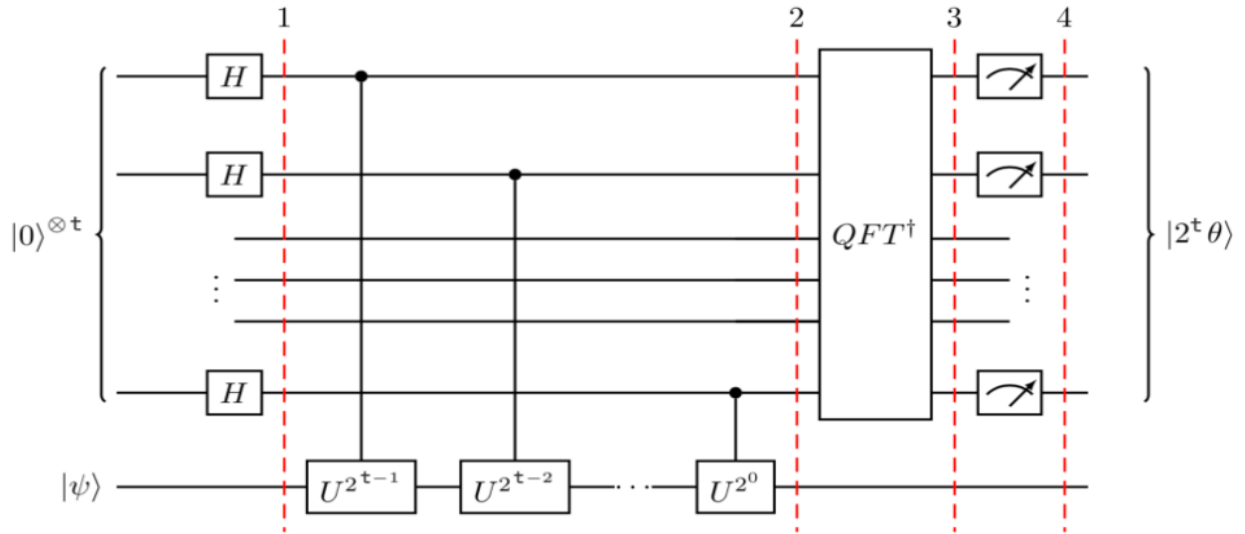 1 2 3 4
H
H
|0⟩^{⊗ t} QFT^† |2^t θ⟩
⋮ ⋮
H
|ψ⟩ U^{2^{t−1}} U^{2^{t−2}} ··· U^{2^0}